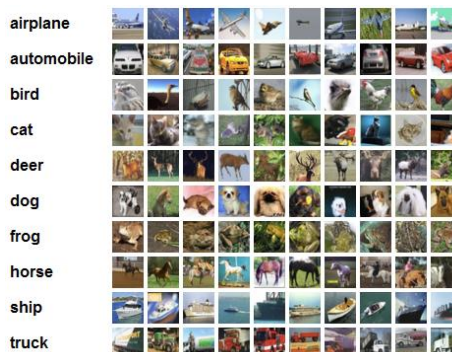 airplane
automobile
bird
cat
deer
dog
frog
horse
ship
truck